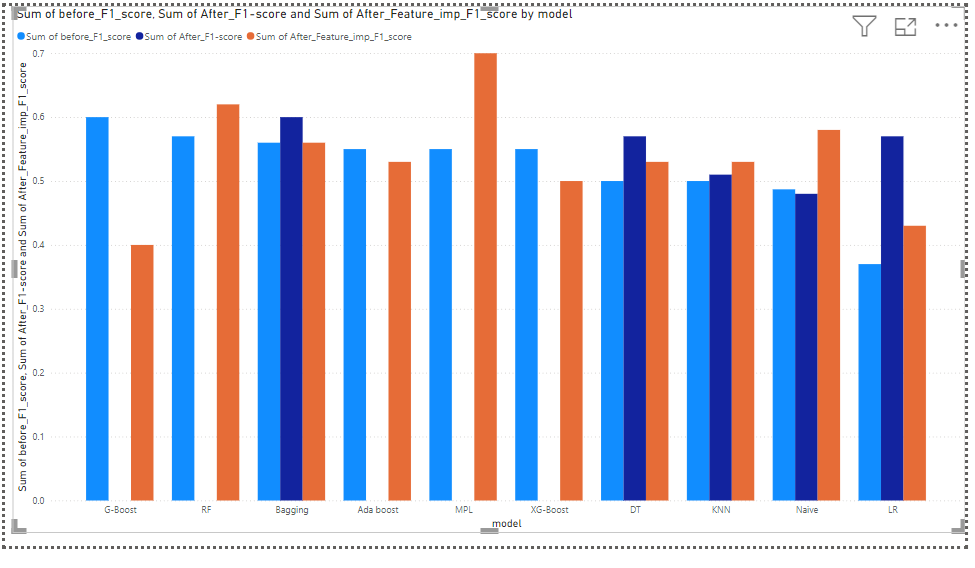 Sum of before_F1_score, Sum of After_F1-score and Sum of After_Feature_imp_F1_score by model
Sum of before_F1_score Sum of After_F1-score Sum of After_Feature_imp_F1_score
Sum of before_F1_score, Sum of After_F1-score and Sum of After_Feature_imp_F1_score
0.7
0.6
0.5
0.4
0.3
0.2
0.1
0.0
G-Boost RF Bagging Ada boost MPL XG-Boost DT KNN Naive LR
model